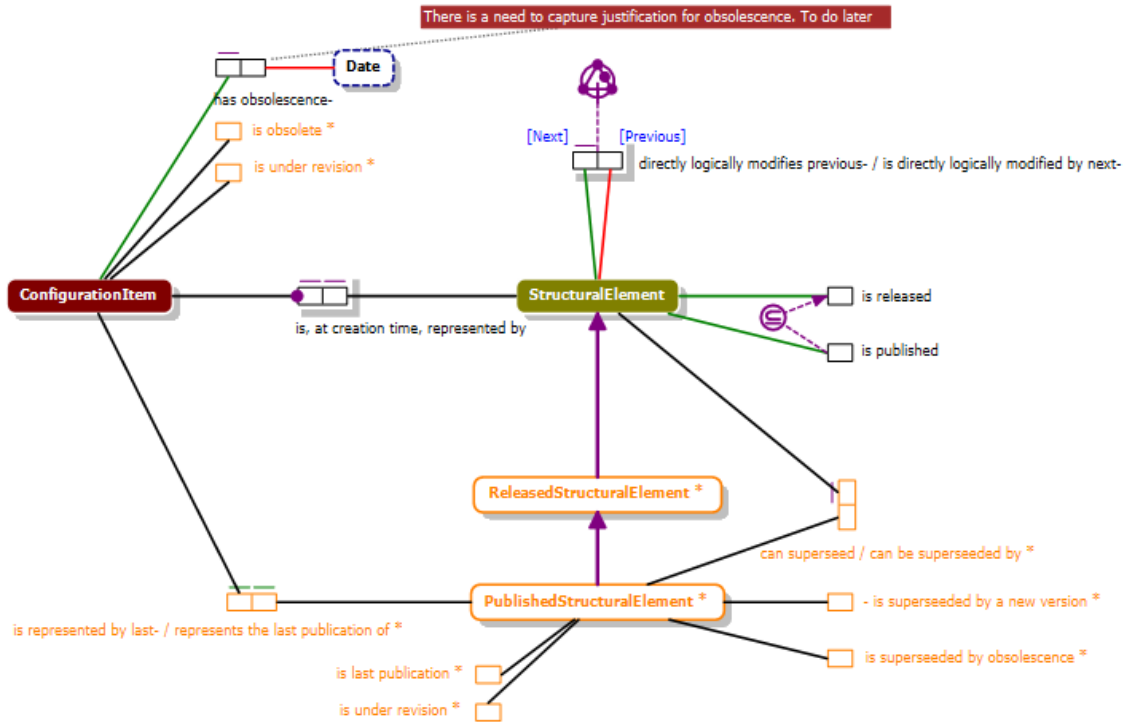 There is a need to capture justification for obsolescence. To do later
Date
has obsolescence-
is obsolete *
is under revision *
[Next]
[Previous]
directly logically modifies previous- / is directly logically modified by next-
ConfigurationItem
StructuralElement
is released
is, at creation time, represented by
is published
ReleasedStructuralElement *
can superseed / can be superseeded by *
PublishedStructuralElement *
- is superseeded by a new version *
is represented by last- / represents the last publication of *
is superseeded by obsolescence *
is last publication *
is under revision *